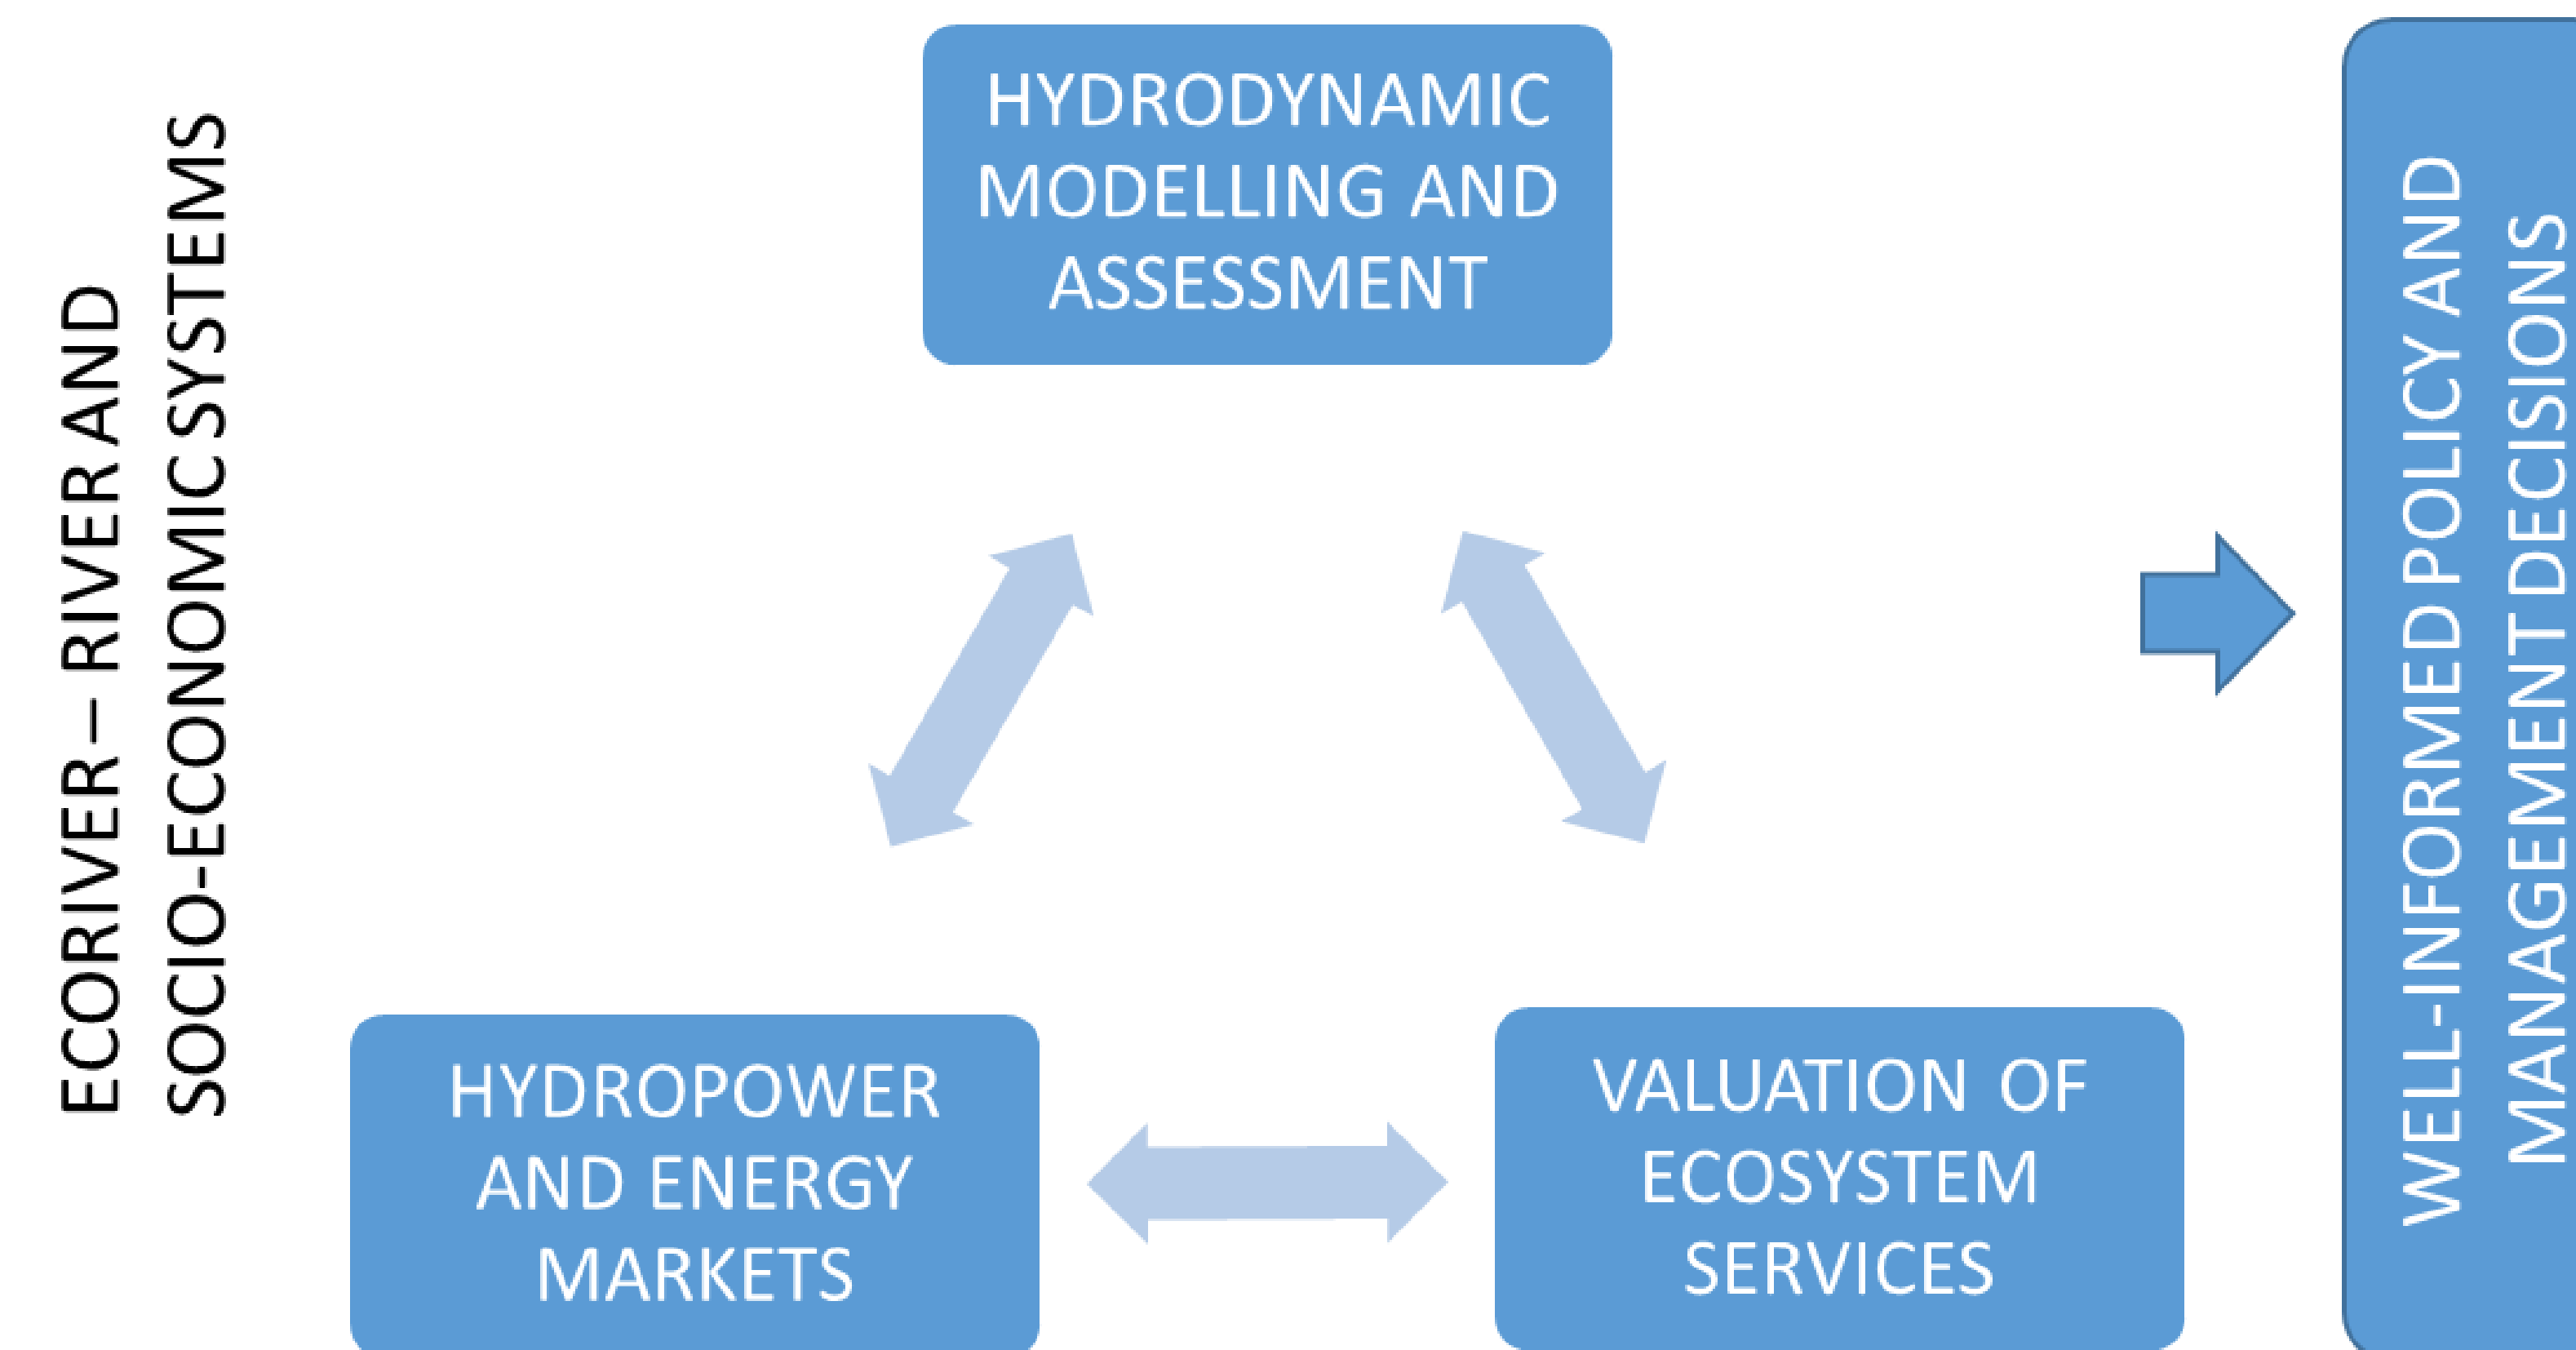 ECORIVER – RIVER AND
SOCIO-ECONOMIC SYSTEMS
HYDRODYNAMIC
MODELLING AND
ASSESSMENT
HYDROPOWER
AND ENERGY
MARKETS
VALUATION OF
ECOSYSTEM
SERVICES
WELL-INFORMED POLICY AND
MANAGEMENT DECISIONS